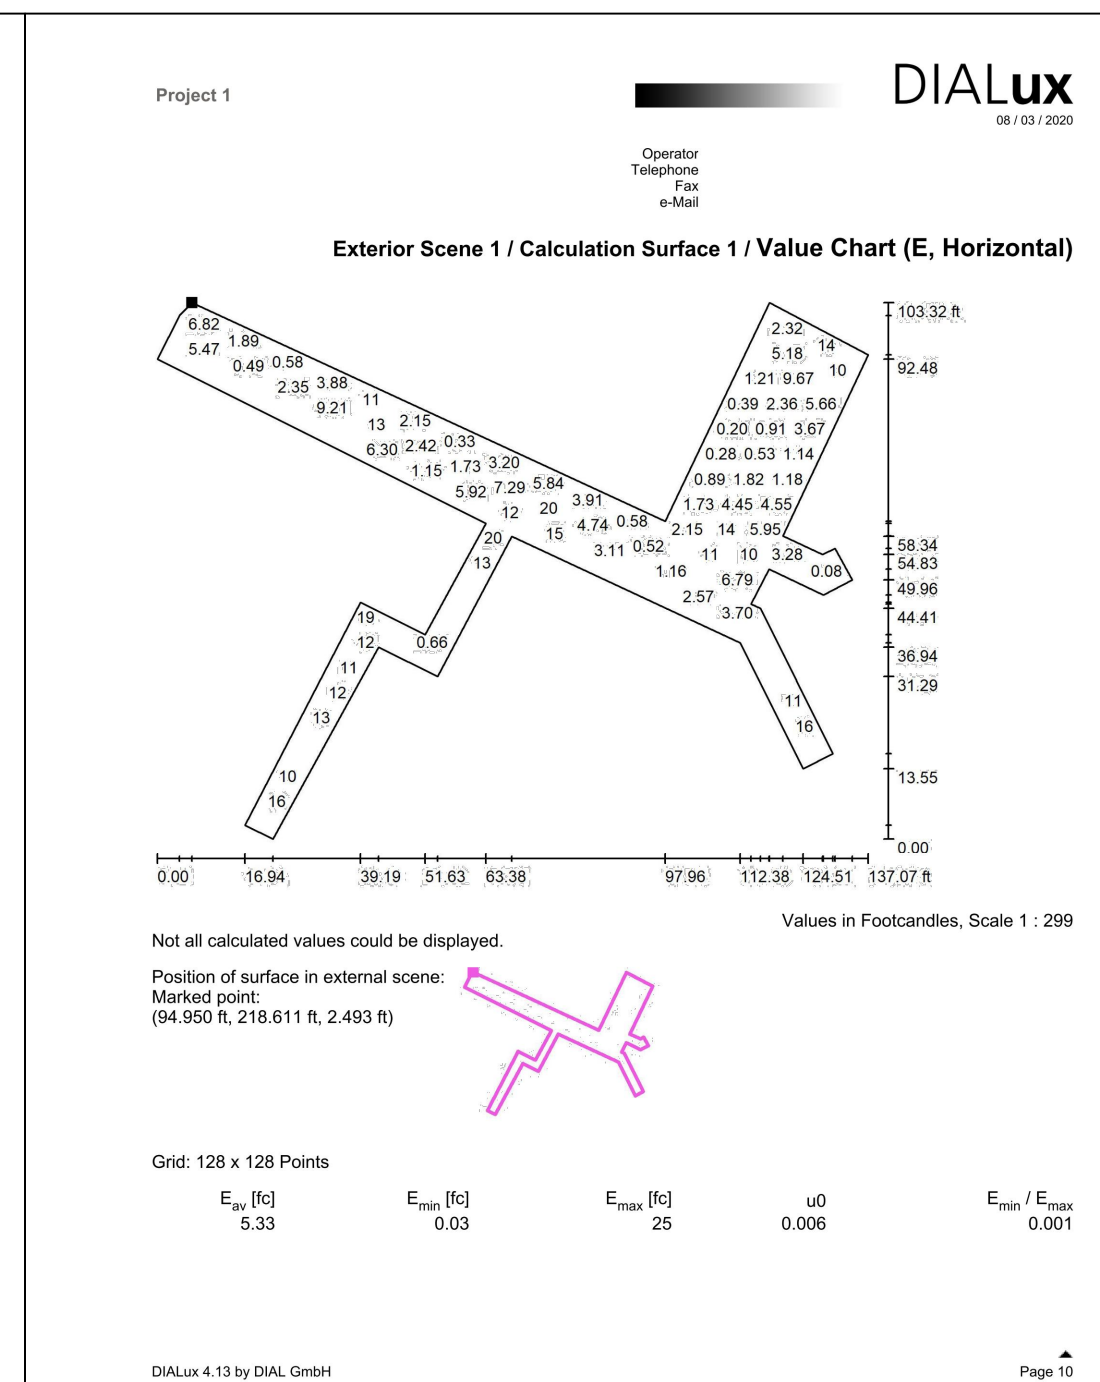 Project 1
DIALux
08 / 03 / 2020
Operator
Telephone
Fax
e-Mail
Exterior Scene 1 / Calculation Surface 1 / Value Chart (E, Horizontal)
103.32 ft
6.82
2.32
1.89
14
5.47
5.18
0.49 0.58
10
92.48
2.35 3.88
1.21 9.67
9.21
11
0.39 2.36 5.66
13 2.15
0.20 0.91 3.67
6.30 2.42 0.33
0.28 0.53 1.14
1.15 1.73 3.20
0.89 1.82 1.18
5.92 7.29 5.84
1.73 4.45 4.55
12 20 3.91
15 4.74 0.58
2.15 14 5.95
20
3.11 0.52
11 10 3.28
58.34
13
1.16
6.79
0.08
54.83
49.96
2.57
3.70
44.41
19
12 0.66
36.94
11
31.29
12
11
13
16
10
13.55
16
0.00
0.00 16.94 39.19 51.63 63.38 97.96 112.38 124.51 137.07 ft
Values in Footcandles, Scale 1 : 299
Not all calculated values could be displayed.
Position of surface in external scene:
Marked point:
(94.950 ft, 218.611 ft, 2.493 ft)
Grid: 128 x 128 Points
Eav [fc] Emin [fc] Emax [fc] u0 Emin / Emax
5.33 0.03 25 0.006 0.001
DIALux 4.13 by DIAL GmbH
Page 10